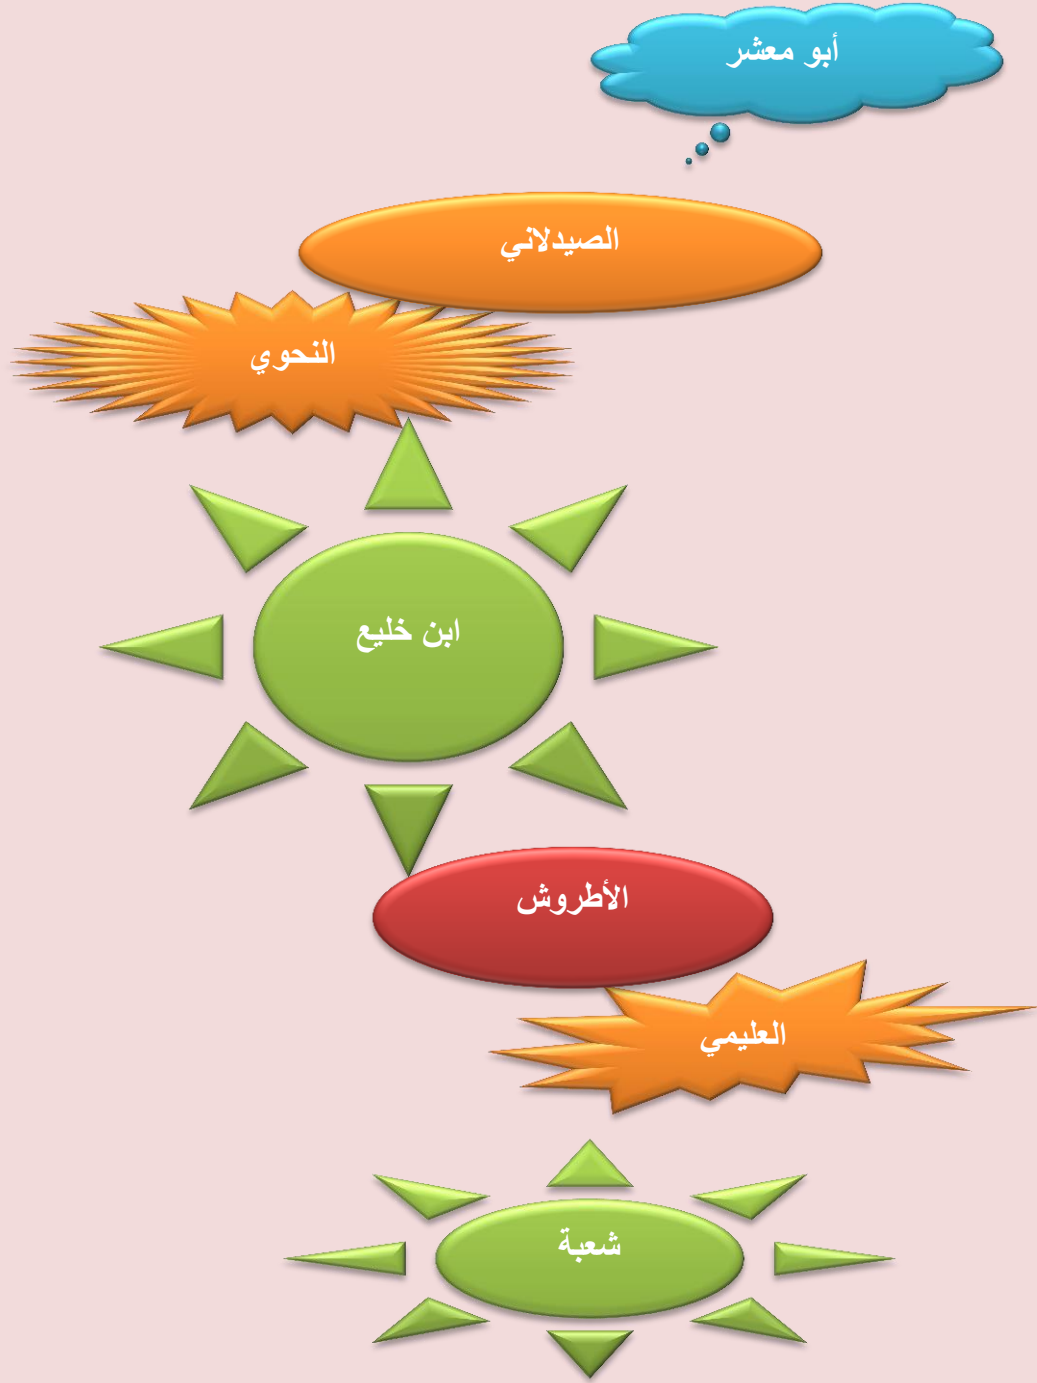 أبو معشر
الصيدلاني
النحوي
ابن خليع
الأطروش
العليمي
شعبة